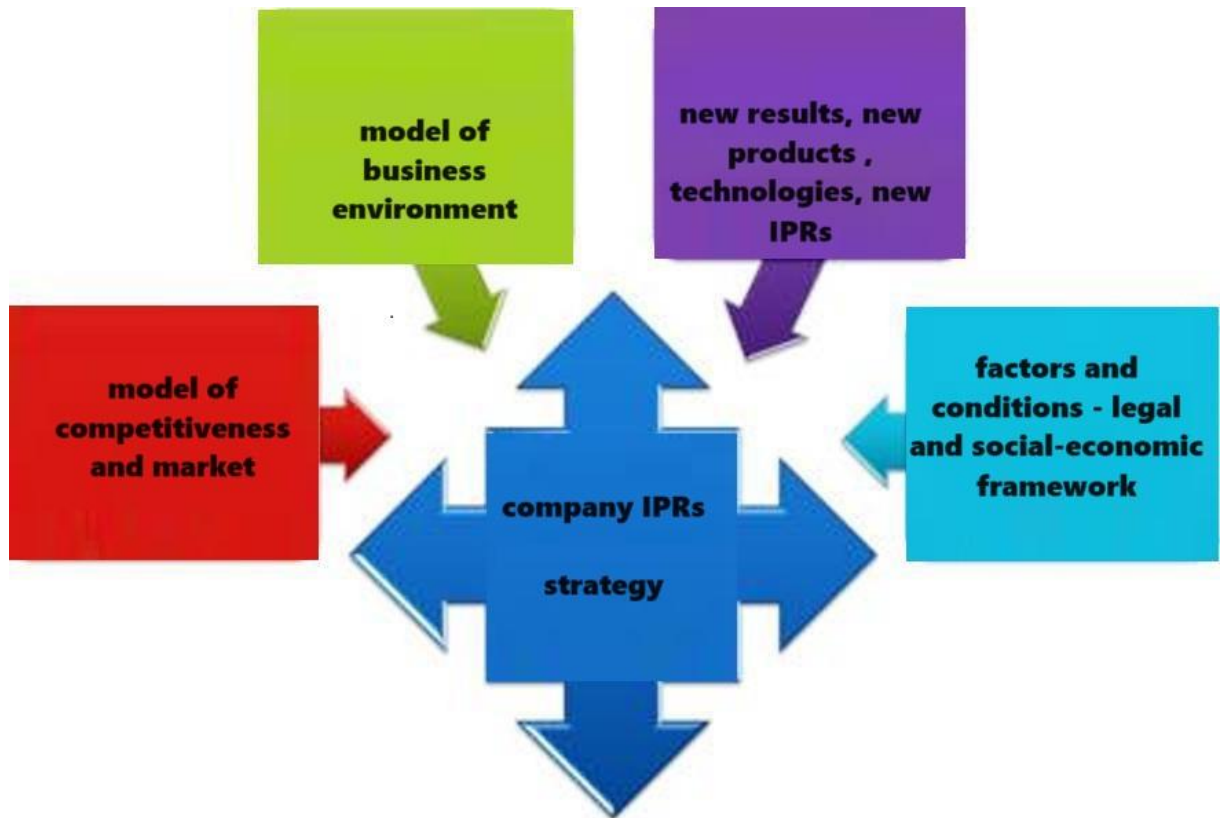 model of
business
environment
new results, new
products ,
technologies, new
IPRs
model of
competitiveness
and market
factors and
conditions - legal
and social-economic
framework
company IPRs
strategy